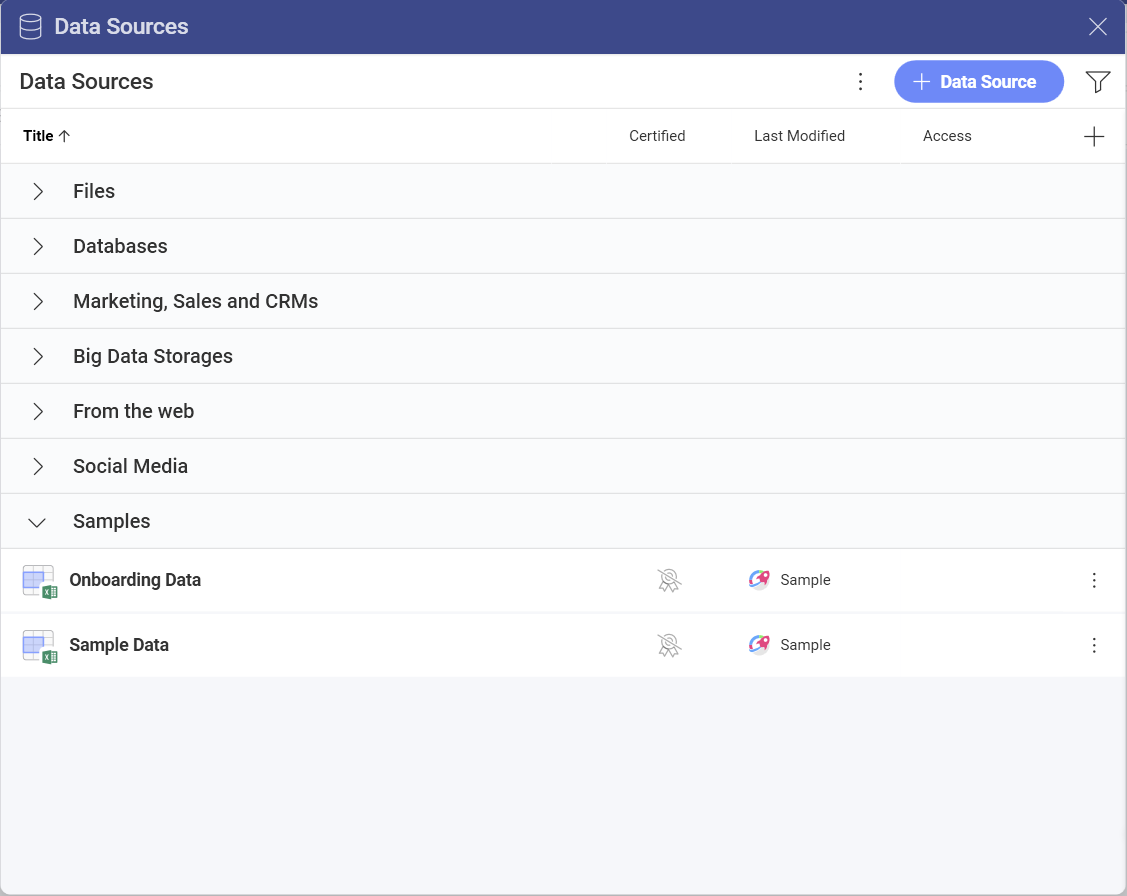 Data Sources
Data Sources
Data Source
Title Certified Last Modified Access
Files
Databases
Marketing, Sales and CRMs
Big Data Storages
From the web
Social Media
Samples
Onboarding Data Sample
Sample Data Sample